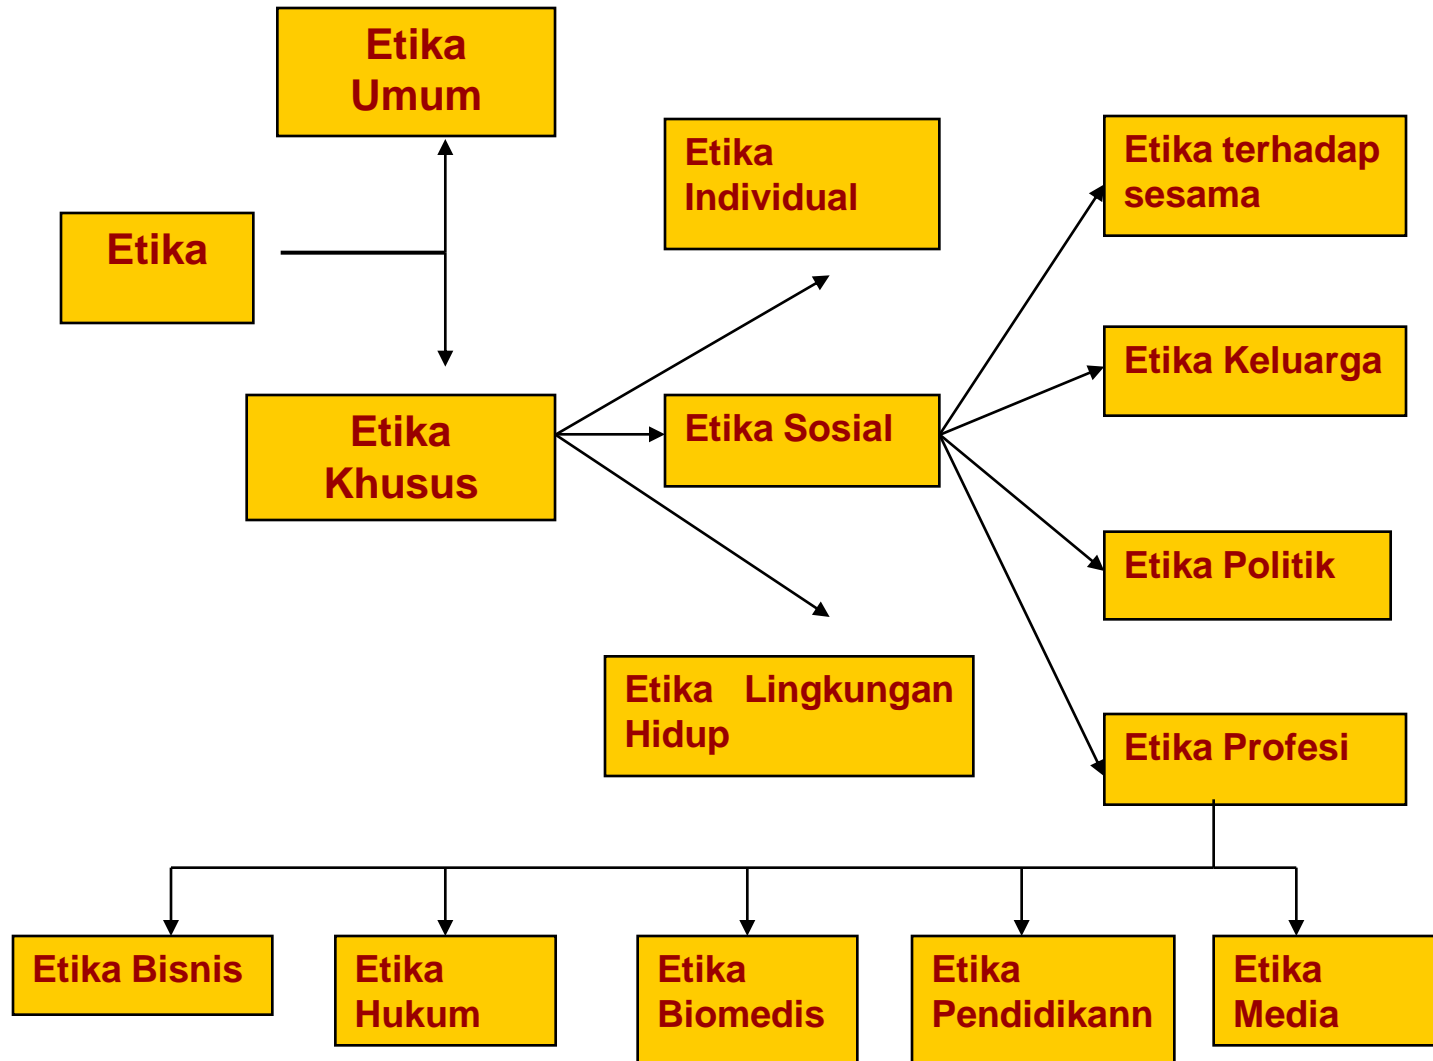 Etika
Umum
Etika
Individual
Etika terhadap
sesama
Etika
Etika Keluarga
Etika
Khusus
Etika Sosial
Etika Politik
Etika Lingkungan
Hidup
Etika Profesi
Etika Bisnis
Etika
Hukum
Etika
Biomedis
Etika
Pendidikann
Etika
Media